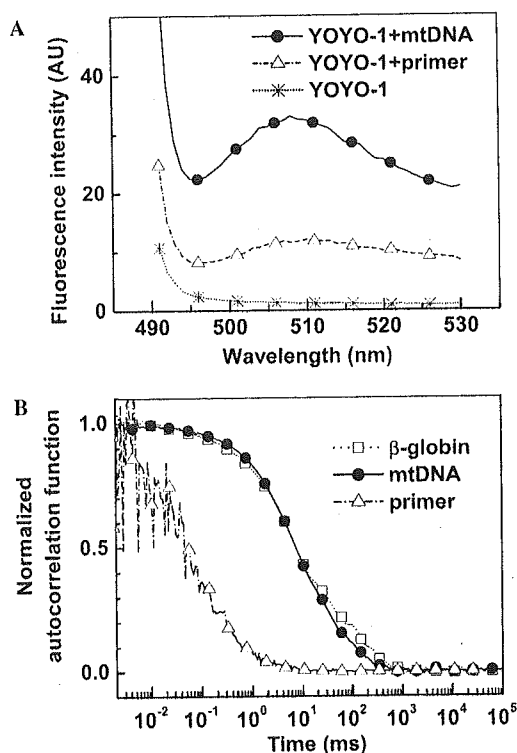 A
YOYO-1+mtDNA
YOYO-1+primer
YOYO-1
Fluorescence intensity (AU)
40
20
0
490 500 510 520 530
Wavelength (nm)
B
β-globin
mtDNA
primer
Normalized
autocorrelation function
1.0
0.5
0.0
10⁻² 10⁻¹ 10⁰ 10¹ 10² 10³ 10⁴ 10⁵
Time (ms)